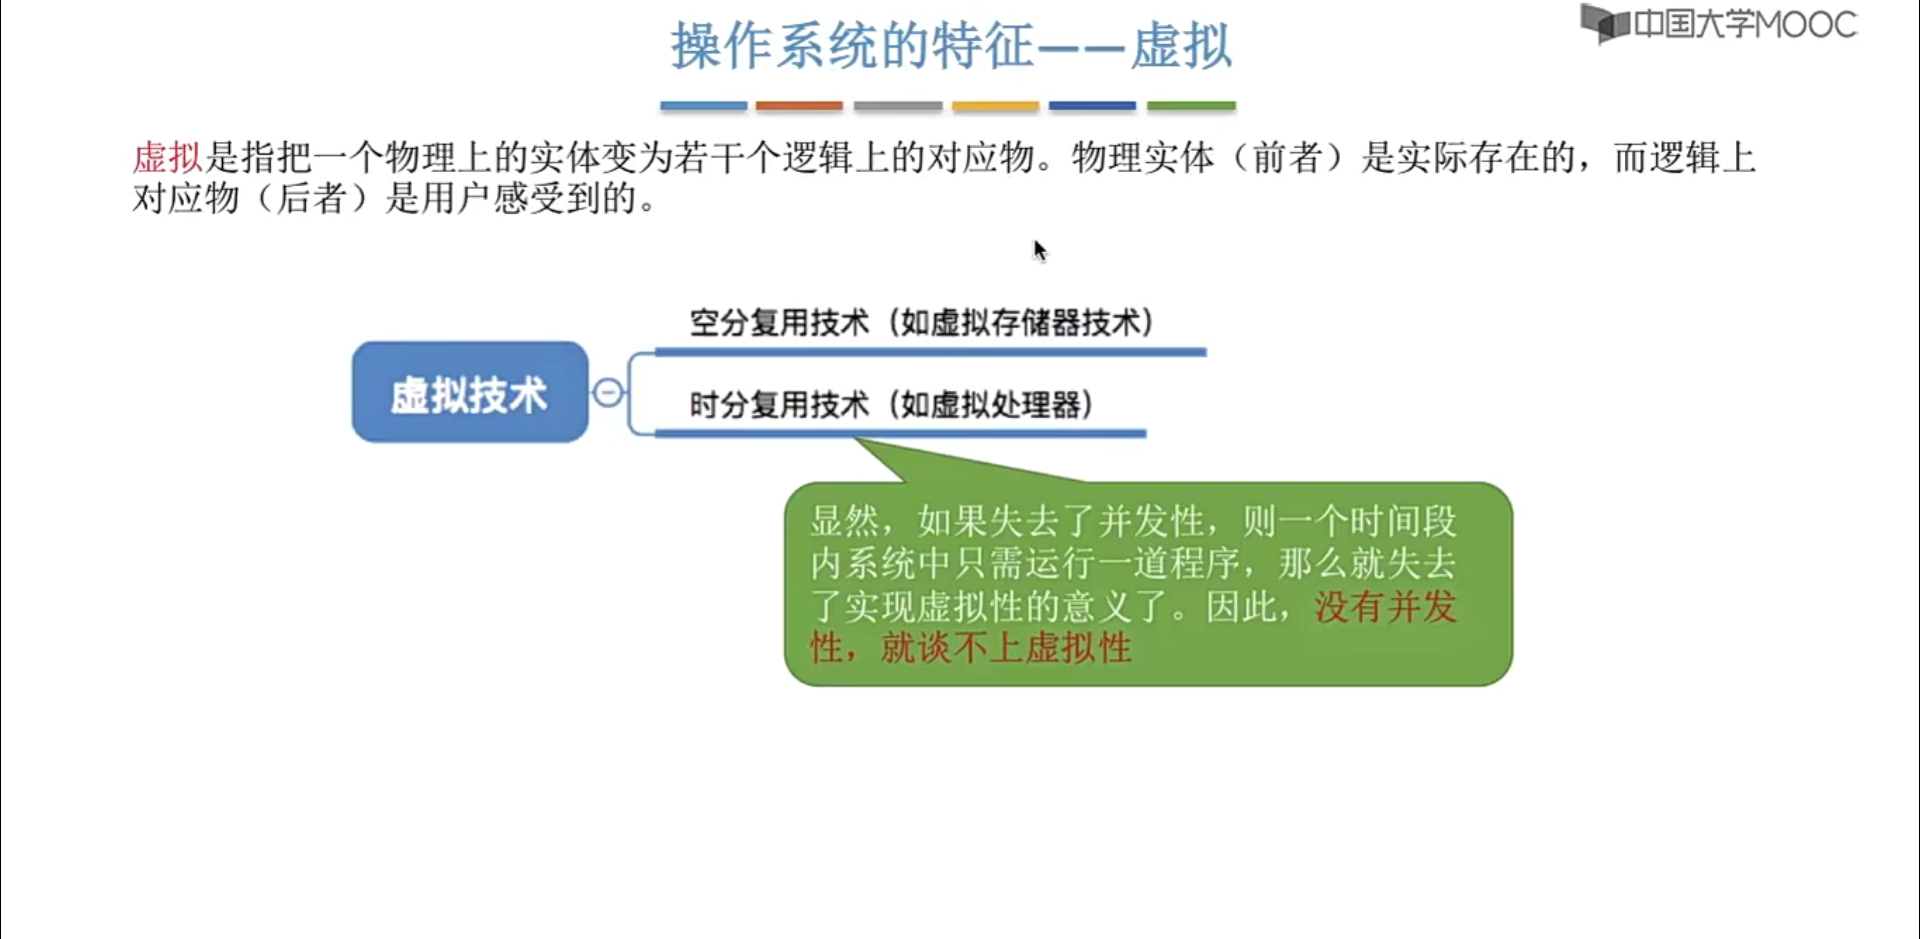 操作系统的特征——虚拟
中国大学MOOC
虚拟是指把一个物理上的实体变为若干个逻辑上的对应物。物理实体（前者）是实际存在的，而逻辑上
对应物（后者）是用户感受到的。
空分复用技术（如虚拟存储器技术）
虚拟技术
时分复用技术（如虚拟处理器）
显然，如果失去了并发性，则一个时间段
内系统中只需运行一道程序，那么就失去
了实现虚拟性的意义了。因此，没有并发
性，就谈不上虚拟性